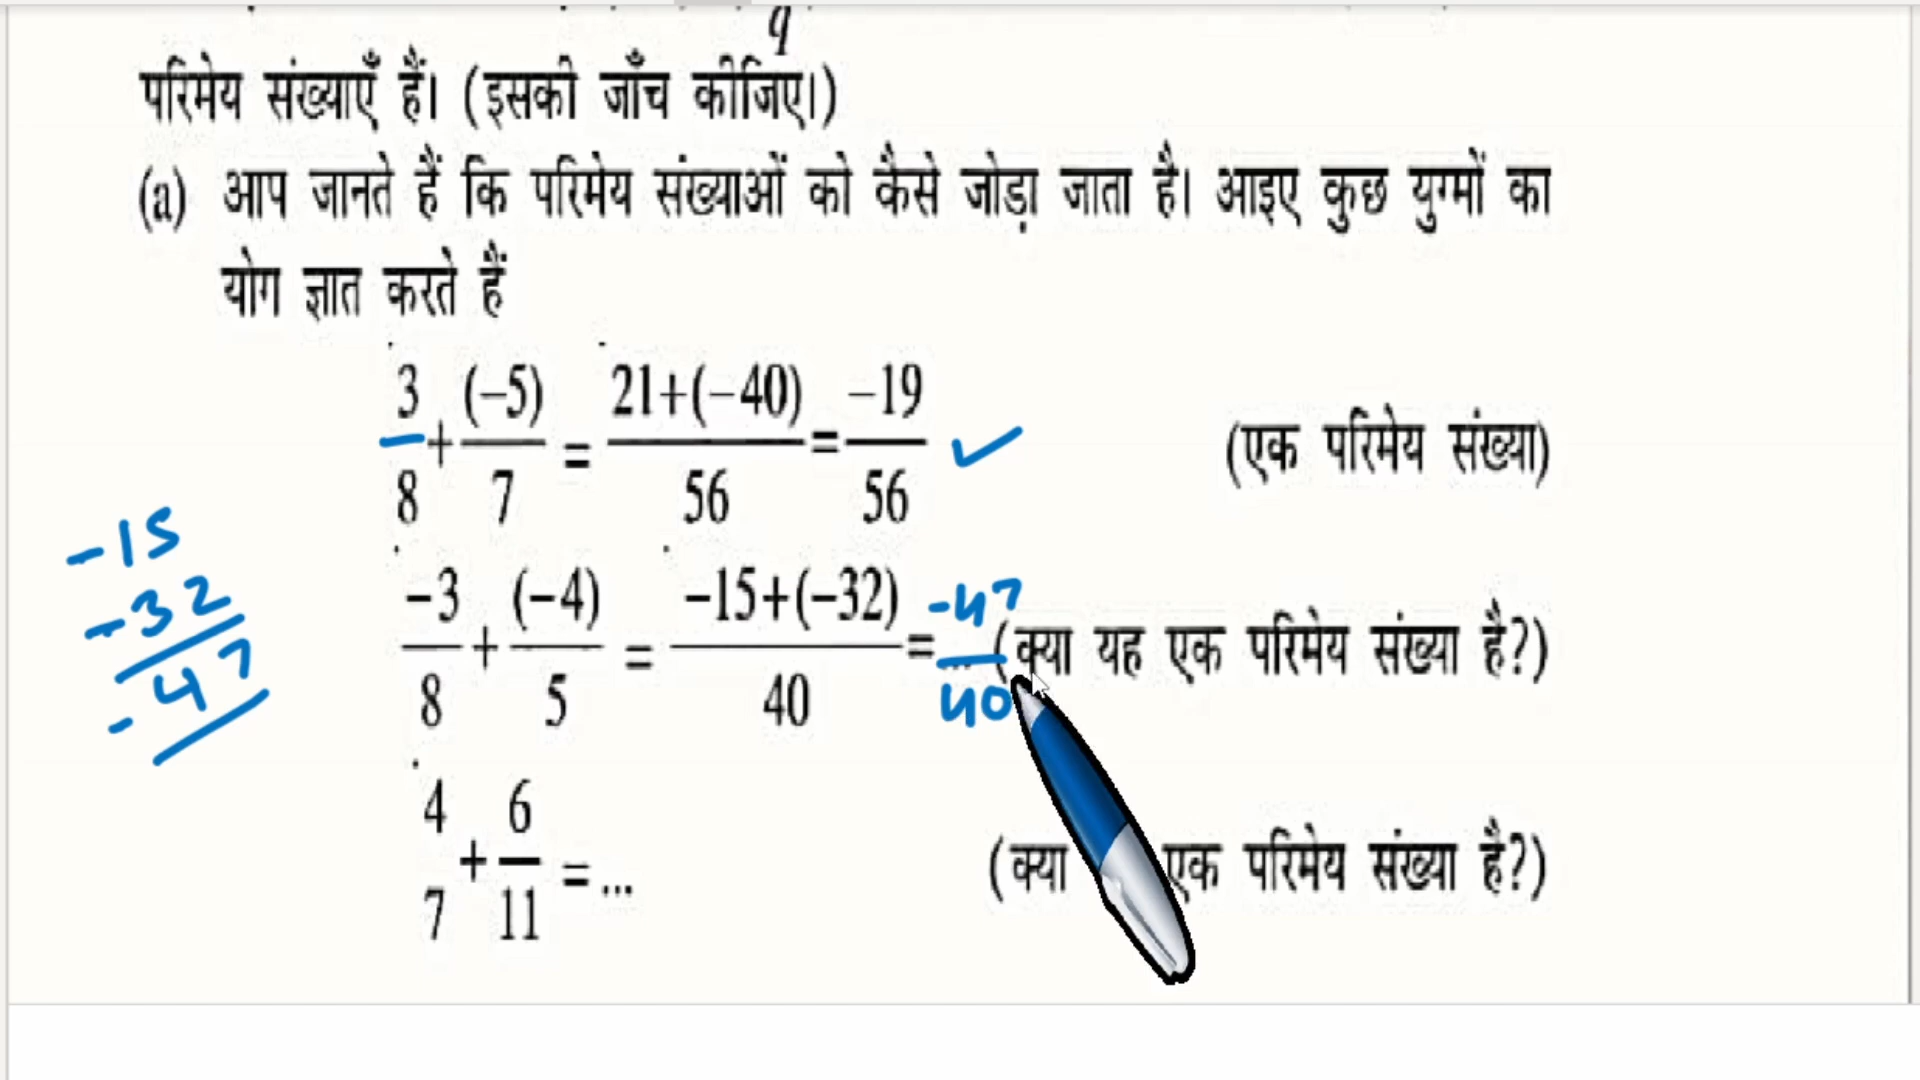 q
परिमेय संख्याएँ हैं। (इसकी जाँच कीजिए।)
(a) आप जानते हैं कि परिमेय संख्याओं को कैसे जोड़ा जाता है। आइए कुछ युग्मों का
योग ज्ञात करते हैं
3/8 + (–5)/7 = 21+(–40)/56 = –19/56 ✓ (एक परिमेय संख्या)
-15
-32
-47
–3/8 + (–4)/5 = –15+(–32)/40 = ... -47/40 (क्या यह एक परिमेय संख्या है?)
4/7 + 6/11 = ... (क्या एक परिमेय संख्या है?)